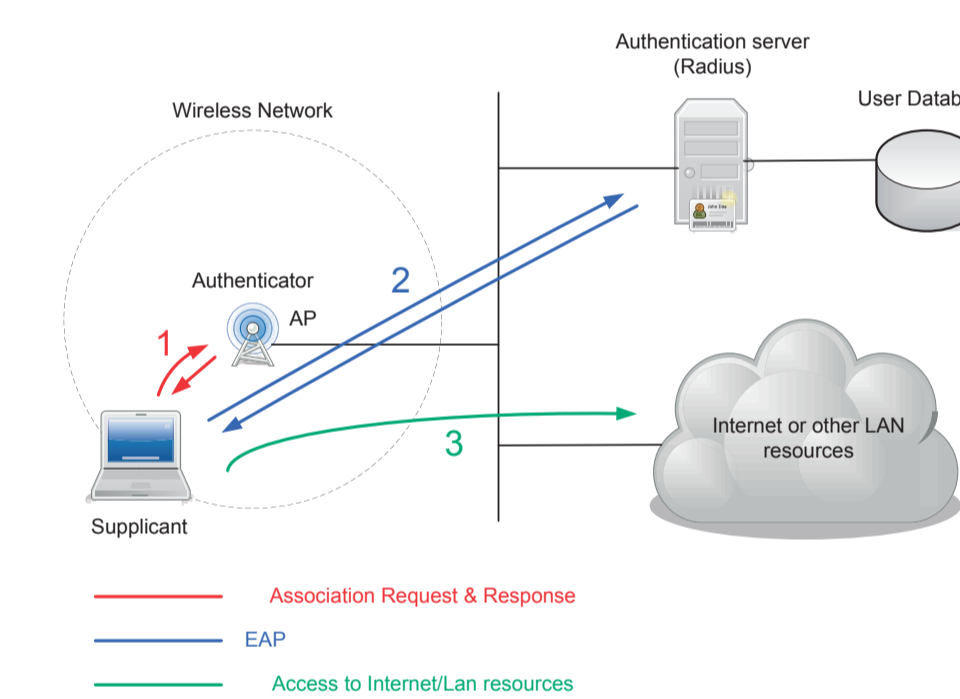 Authentication server
(Radius)
User Datab
Wireless Network
Authenticator
AP
1
2
3
Internet or other LAN
resources
Supplicant
Association Request & Response
EAP
Access to Internet/Lan resources